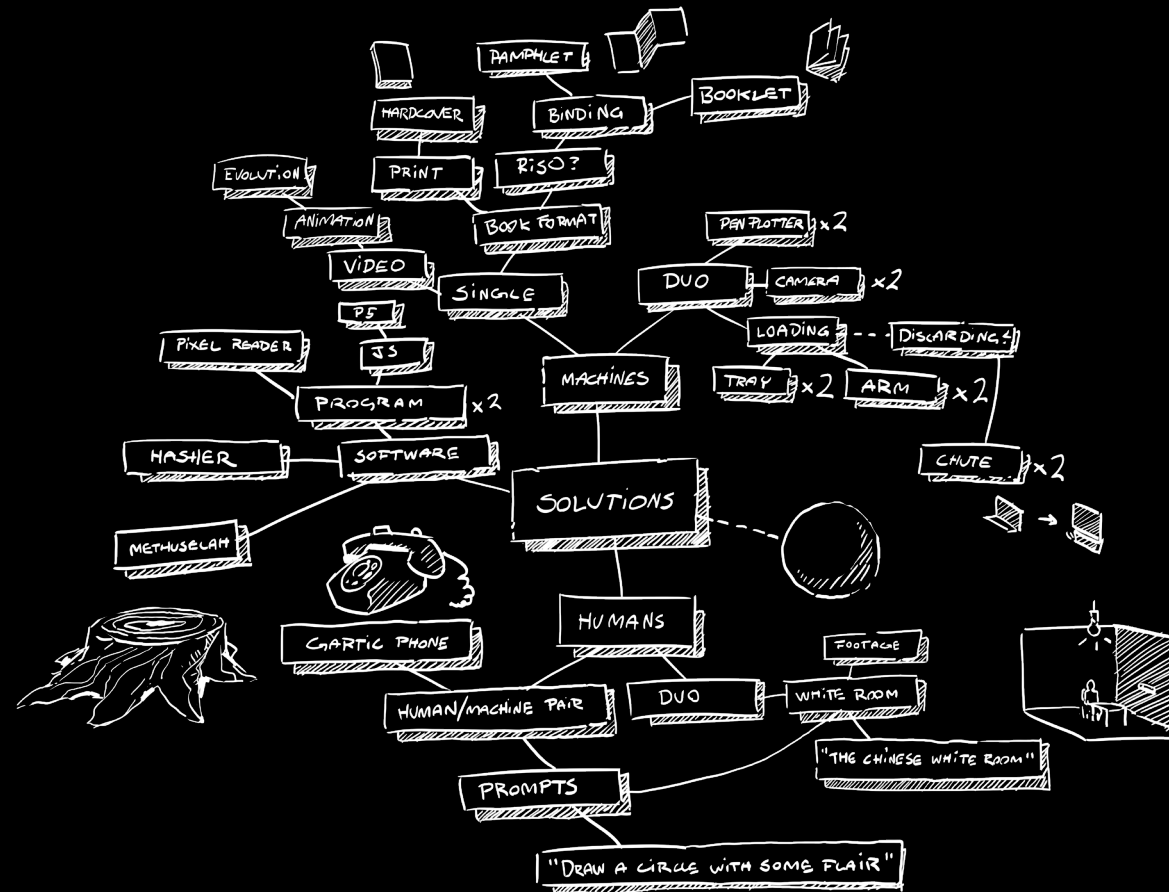 PAMPHLET
BOOKLET
HARDCOVER
BINDING
EVOLUTION
PRINT
RISO?
ANIMATION
BOOK FORMAT
PEN PLOTTER x2
VIDEO
SINGLE
DUO
CAMERA x2
P5
PIXEL READER
JS
LOADING
DISCARDING
MACHINES
TRAY x2
ARM x2
PROGRAM x2
HASHER
SOFTWARE
CHUTE x2
SOLUTIONS
METHUSELAH
HUMANS
GARTIC PHONE
FOOTAGE
HUMAN/MACHINE PAIR
DUO
WHITE ROOM
"THE CHINESE WHITE ROOM"
PROMPTS
"DRAW A CIRCLE WITH SOME FLAIR"